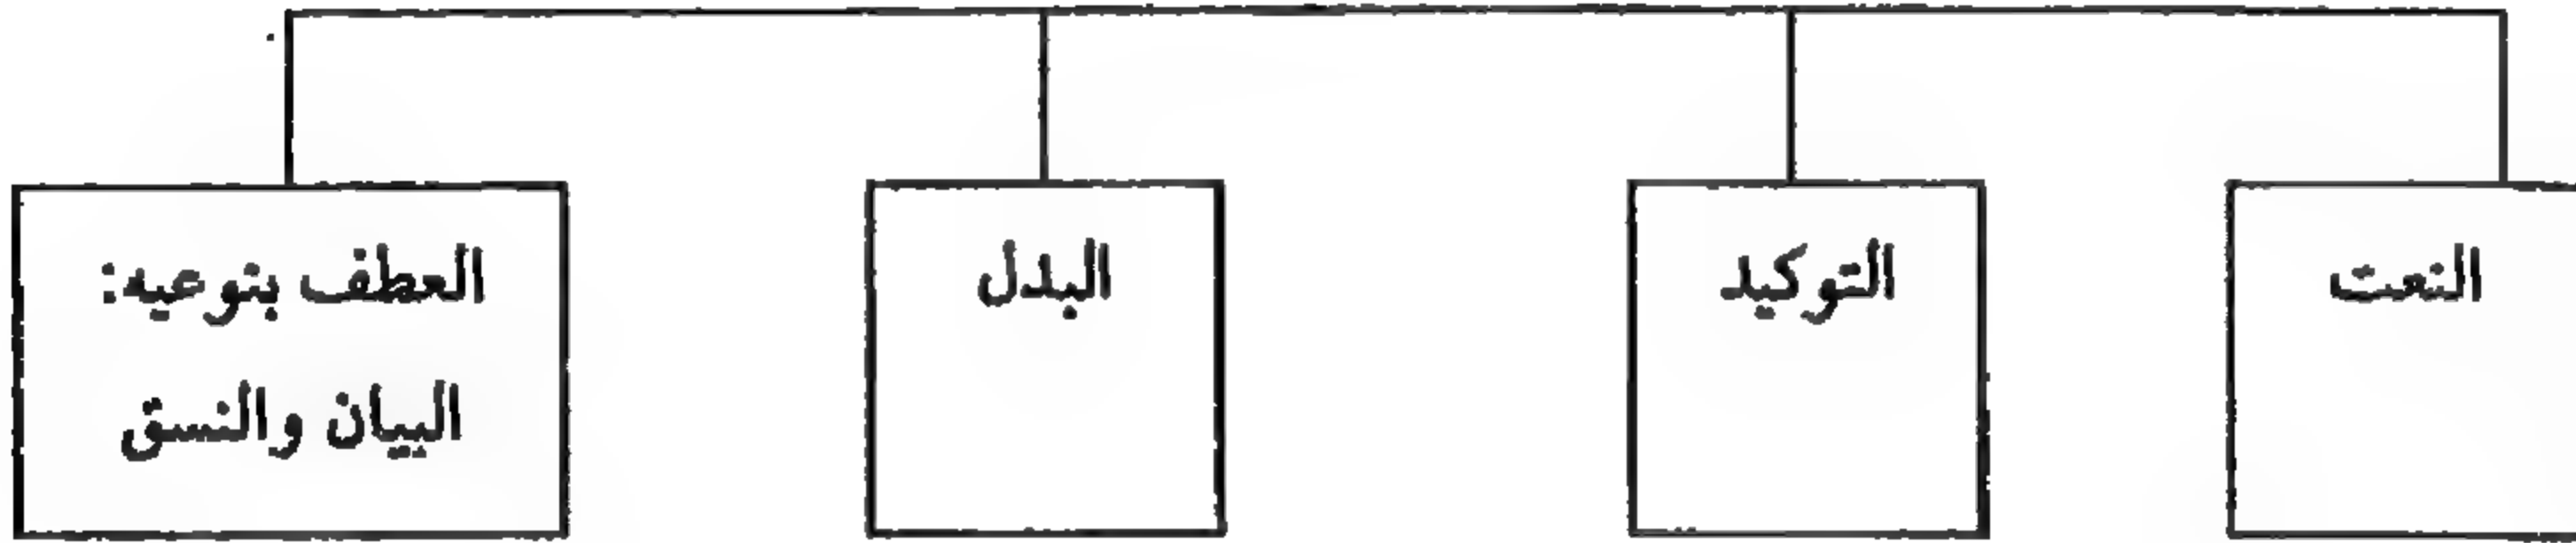 النعت
التوكيد
البدل
العطف بنوعيه:
البيان والنسق